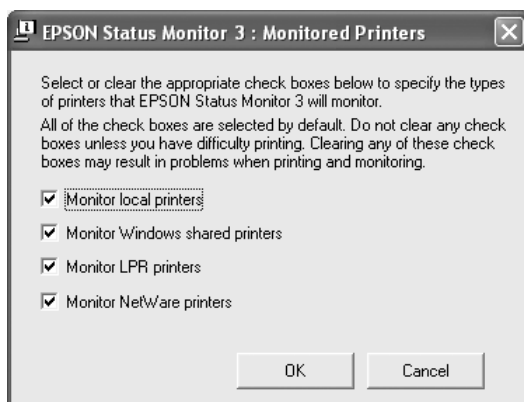 EPSON Status Monitor 3 : Monitored Printers
Select or clear the appropriate check boxes below to specify the types
of printers that EPSON Status Monitor 3 will monitor.
All of the check boxes are selected by default. Do not clear any check
boxes unless you have difficulty printing. Clearing any of these check
boxes may result in problems when printing and monitoring.
Monitor local printers
Monitor Windows shared printers
Monitor LPR printers
Monitor NetWare printers
OK
Cancel